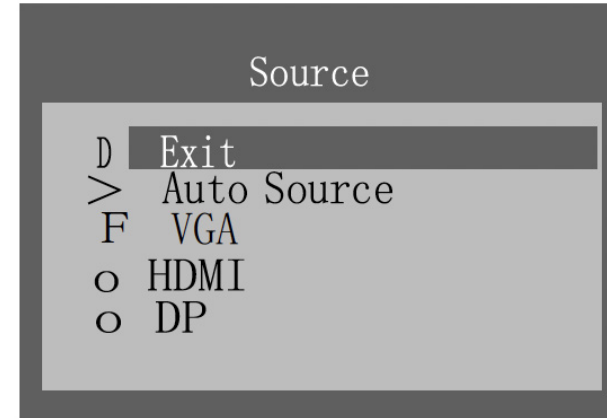 Source
D Exit
> Auto Source
F VGA
o HDMI
o DP